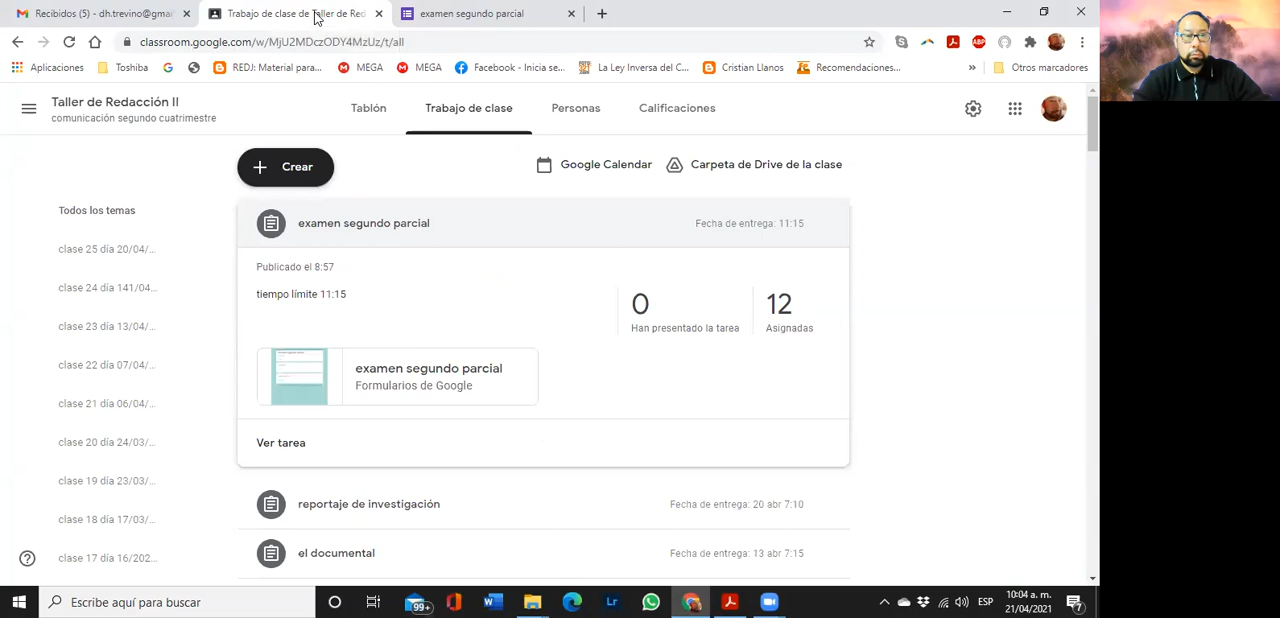 Recibidos (5) - dh.trevino@gma
Trabajo de clase de Taller de Red
examen segundo parcial
classroom.google.com/w/MjU2MDczODY4MzUz/t/all
Aplicaciones
Toshiba
REDJ: Material para...
MEGA
MEGA
Facebook - Inicia se...
La Ley Inversa del C...
Cristian Llanos
Recomendaciones...
»
Otros marcadores
Taller de Redacción II
comunicación segundo cuatrimestre
Tablón
Trabajo de clase
Personas
Calificaciones
+ Crear
Google Calendar
Carpeta de Drive de la clase
Todos los temas
clase 25 día 20/04/...
clase 24 día 141/04...
clase 23 día 13/04/...
clase 22 día 07/04/...
clase 21 día 06/04/...
clase 20 día 24/03/...
clase 19 día 23/03/...
clase 18 día 17/03/...
clase 17 día 16/202...
examen segundo parcial
Fecha de entrega: 11:15
Publicado el 8:57
tiempo límite 11:15
0
Han presentado la tarea
12
Asignadas
examen segundo parcial
Formularios de Google
Ver tarea
reportaje de investigación
Fecha de entrega: 20 abr 7:10
el documental
Fecha de entrega: 13 abr 7:15
Escribe aquí para buscar
99+
ESP
10:04 a. m.
21/04/2021
7